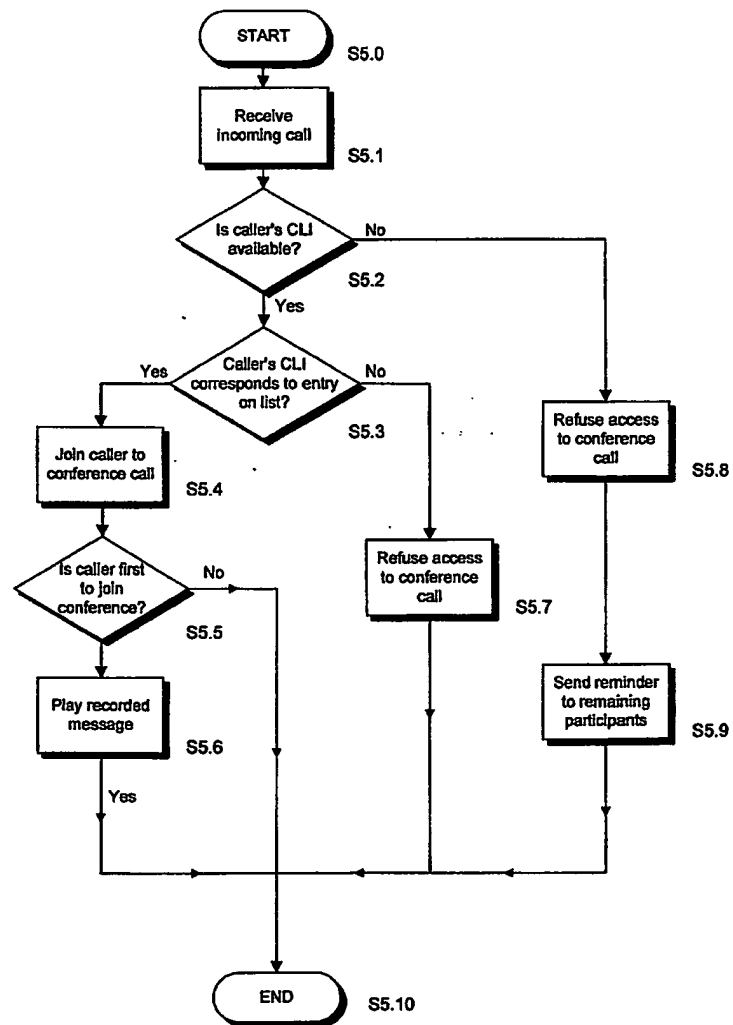 START
S5.0
Receive
incoming call
S5.1
Is caller's CLI
available?
No
S5.2
Yes
Caller's CLI
corresponds to entry
on list?
Yes
No
S5.3
Join caller to
conference call
S5.4
Refuse access
to conference
call
S5.8
Is caller first
to join
conference?
No
S5.5
Refuse access
to conference
call
S5.7
Play recorded
message
S5.6
Send reminder
to remaining
participants
S5.9
Yes
END
S5.10